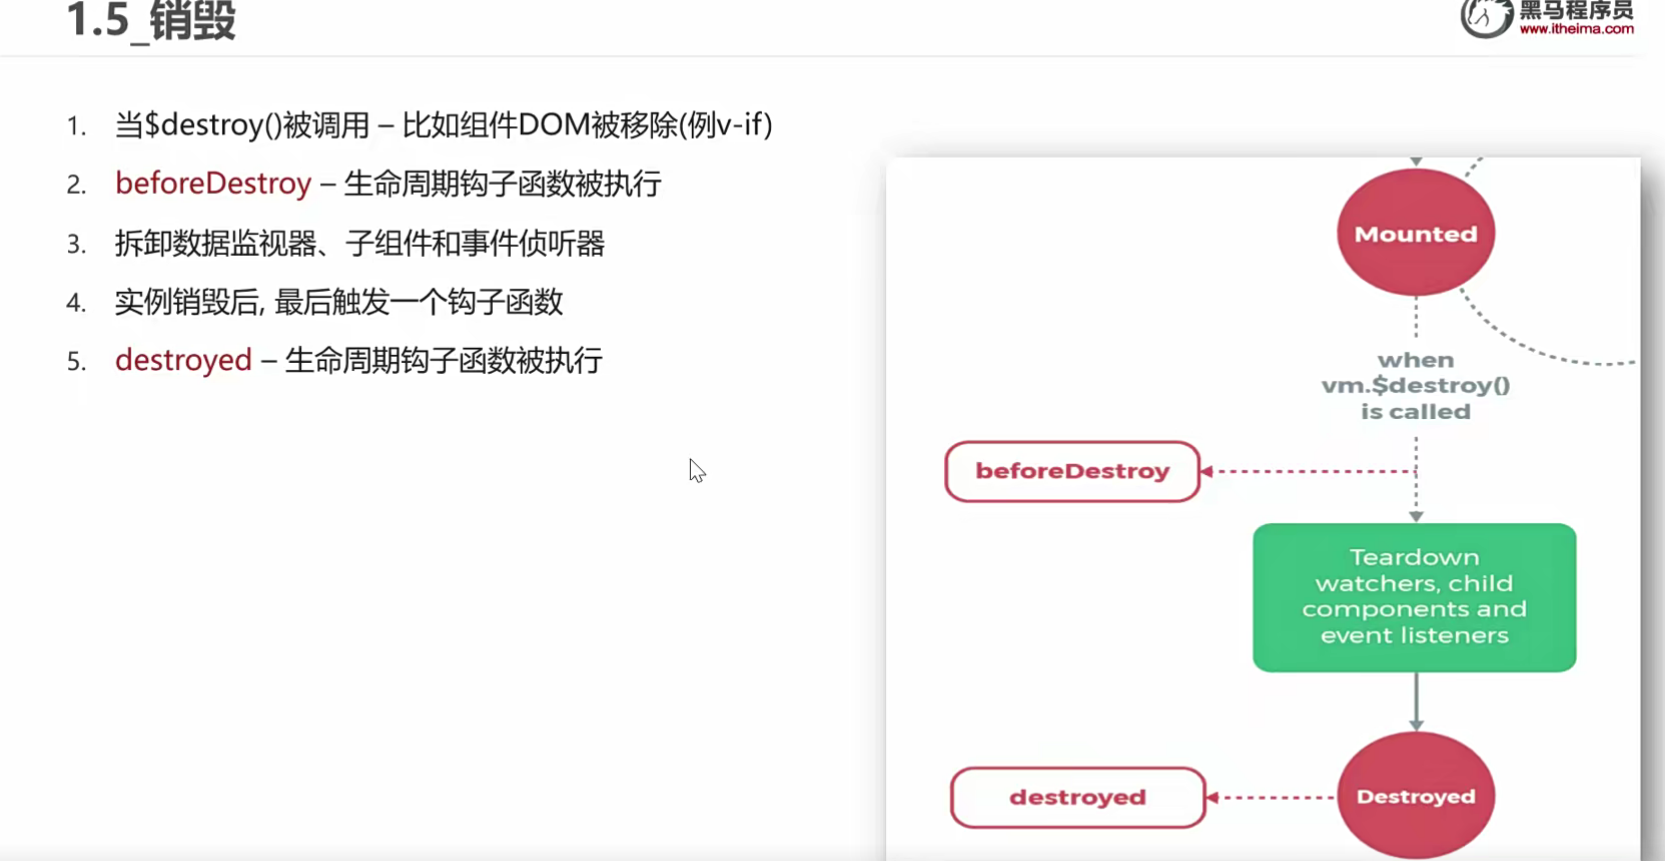 1.5_销毁
黑马程序员
www.itheima.com
1. 当$destroy()被调用 – 比如组件DOM被移除(例v-if)
2. beforeDestroy – 生命周期钩子函数被执行
3. 拆卸数据监视器、子组件和事件侦听器
4. 实例销毁后, 最后触发一个钩子函数
5. destroyed – 生命周期钩子函数被执行
Mounted
when
vm.$destroy()
is called
beforeDestroy
Teardown
watchers, child
components and
event listeners
destroyed
Destroyed